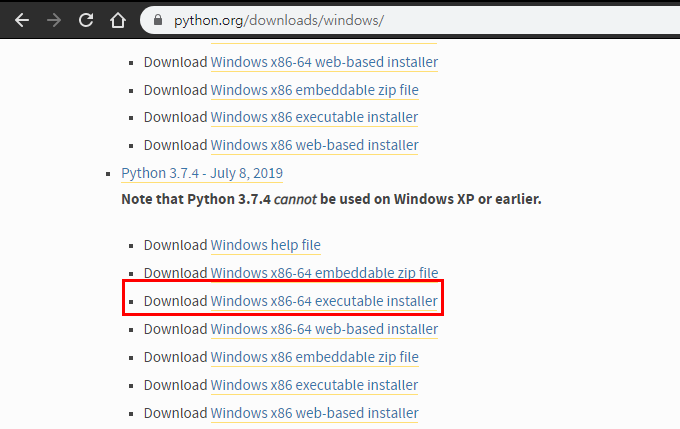 python.org/downloads/windows/
Download Windows x86-64 web-based installer
Download Windows x86 embeddable zip file
Download Windows x86 executable installer
Download Windows x86 web-based installer
Python 3.7.4 - July 8, 2019
Note that Python 3.7.4 cannot be used on Windows XP or earlier.
Download Windows help file
Download Windows x86-64 embeddable zip file
Download Windows x86-64 executable installer
Download Windows x86-64 web-based installer
Download Windows x86 embeddable zip file
Download Windows x86 executable installer
Download Windows x86 web-based installer